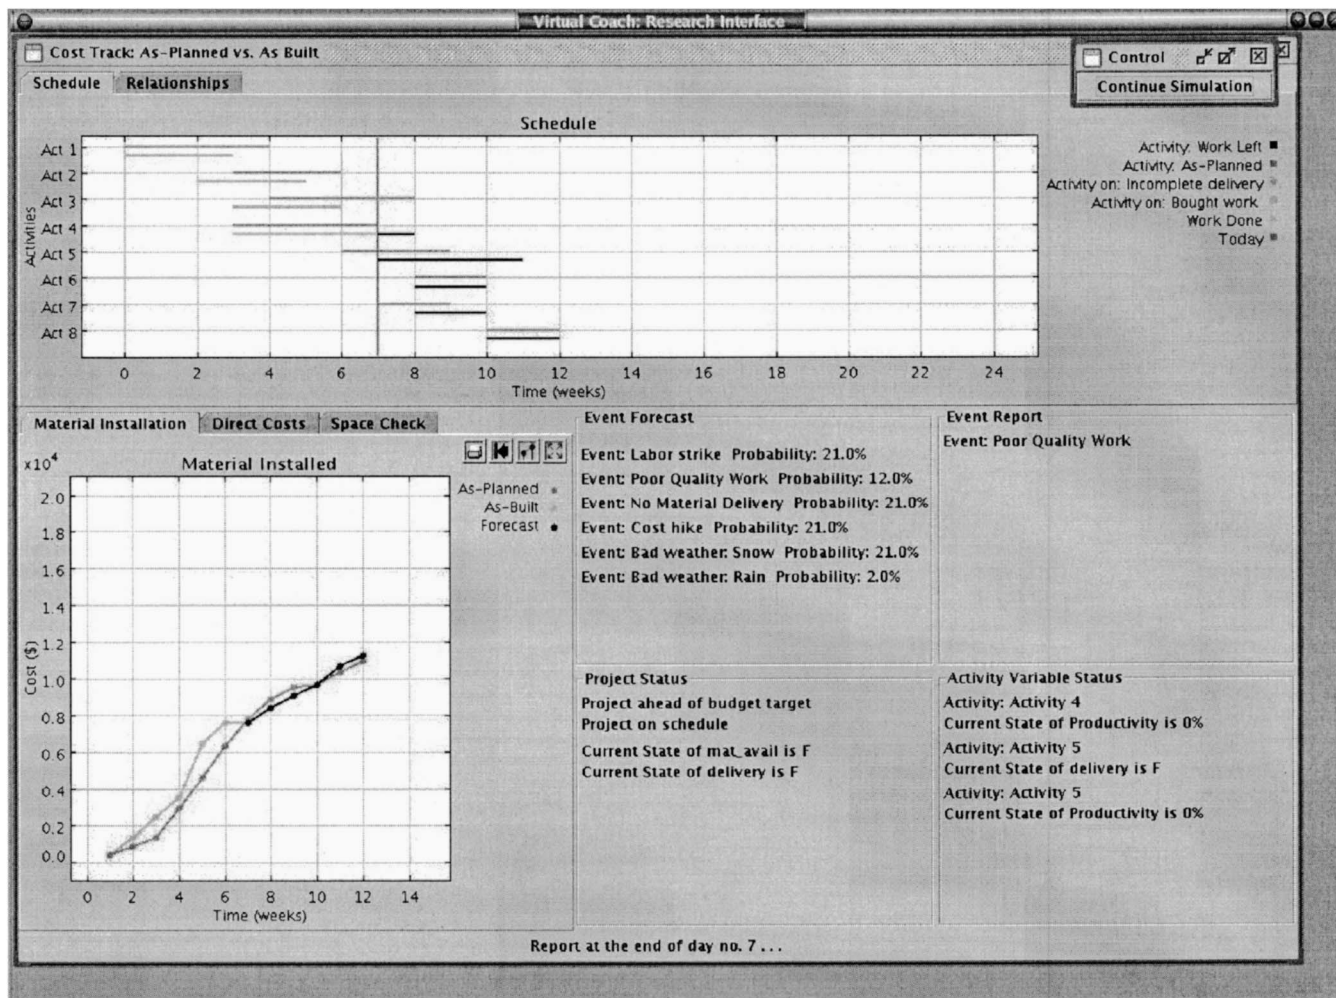 Virtual Coach: Research Interface
Cost Track: As-Planned vs. As Built
Control
Continue Simulation
Schedule Relationships
Schedule
Activities
Act 1
Act 2
Act 3
Act 4
Act 5
Act 6
Act 7
Act 8
0 2 4 6 8 10 12 14 16 18 20 22 24
Time (weeks)
Activity: Work Left
Activity: As-Planned
Activity on: Incomplete delivery
Activity on: Bought work
Work Done
Today
Material Installation Direct Costs Space Check
x10^4
Material Installed
As-Planned
As-Built
Forecast
Cost ($)
2.0
1.8
1.6
1.4
1.2
1.0
0.8
0.6
0.4
0.2
0.0
0 2 4 6 8 10 12 14
Time (weeks)
Event Forecast
Event: Labor strike Probability: 21.0%
Event: Poor Quality Work Probability: 12.0%
Event: No Material Delivery Probability: 21.0%
Event: Cost hike Probability: 21.0%
Event: Bad weather: Snow Probability: 21.0%
Event: Bad weather: Rain Probability: 2.0%
Event Report
Event: Poor Quality Work
Project Status
Project ahead of budget target
Project on schedule
Current State of mat_avail is F
Current State of delivery is F
Activity Variable Status
Activity: Activity 4
Current State of Productivity is 0%
Activity: Activity 5
Current State of delivery is F
Activity: Activity 5
Current State of Productivity is 0%
Report at the end of day no. 7 . . .